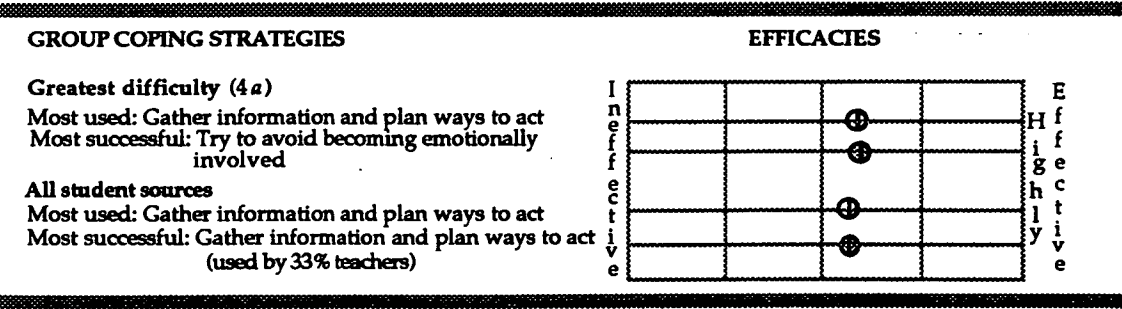 GROUP COPING STRATEGIES
EFFICACIES
Greatest difficulty (4a)
Most used: Gather information and plan ways to act
Most successful: Try to avoid becoming emotionally
involved
All student sources
Most used: Gather information and plan ways to act
Most successful: Gather information and plan ways to act
(used by 33% teachers)
Ineffective
Highly
Effective